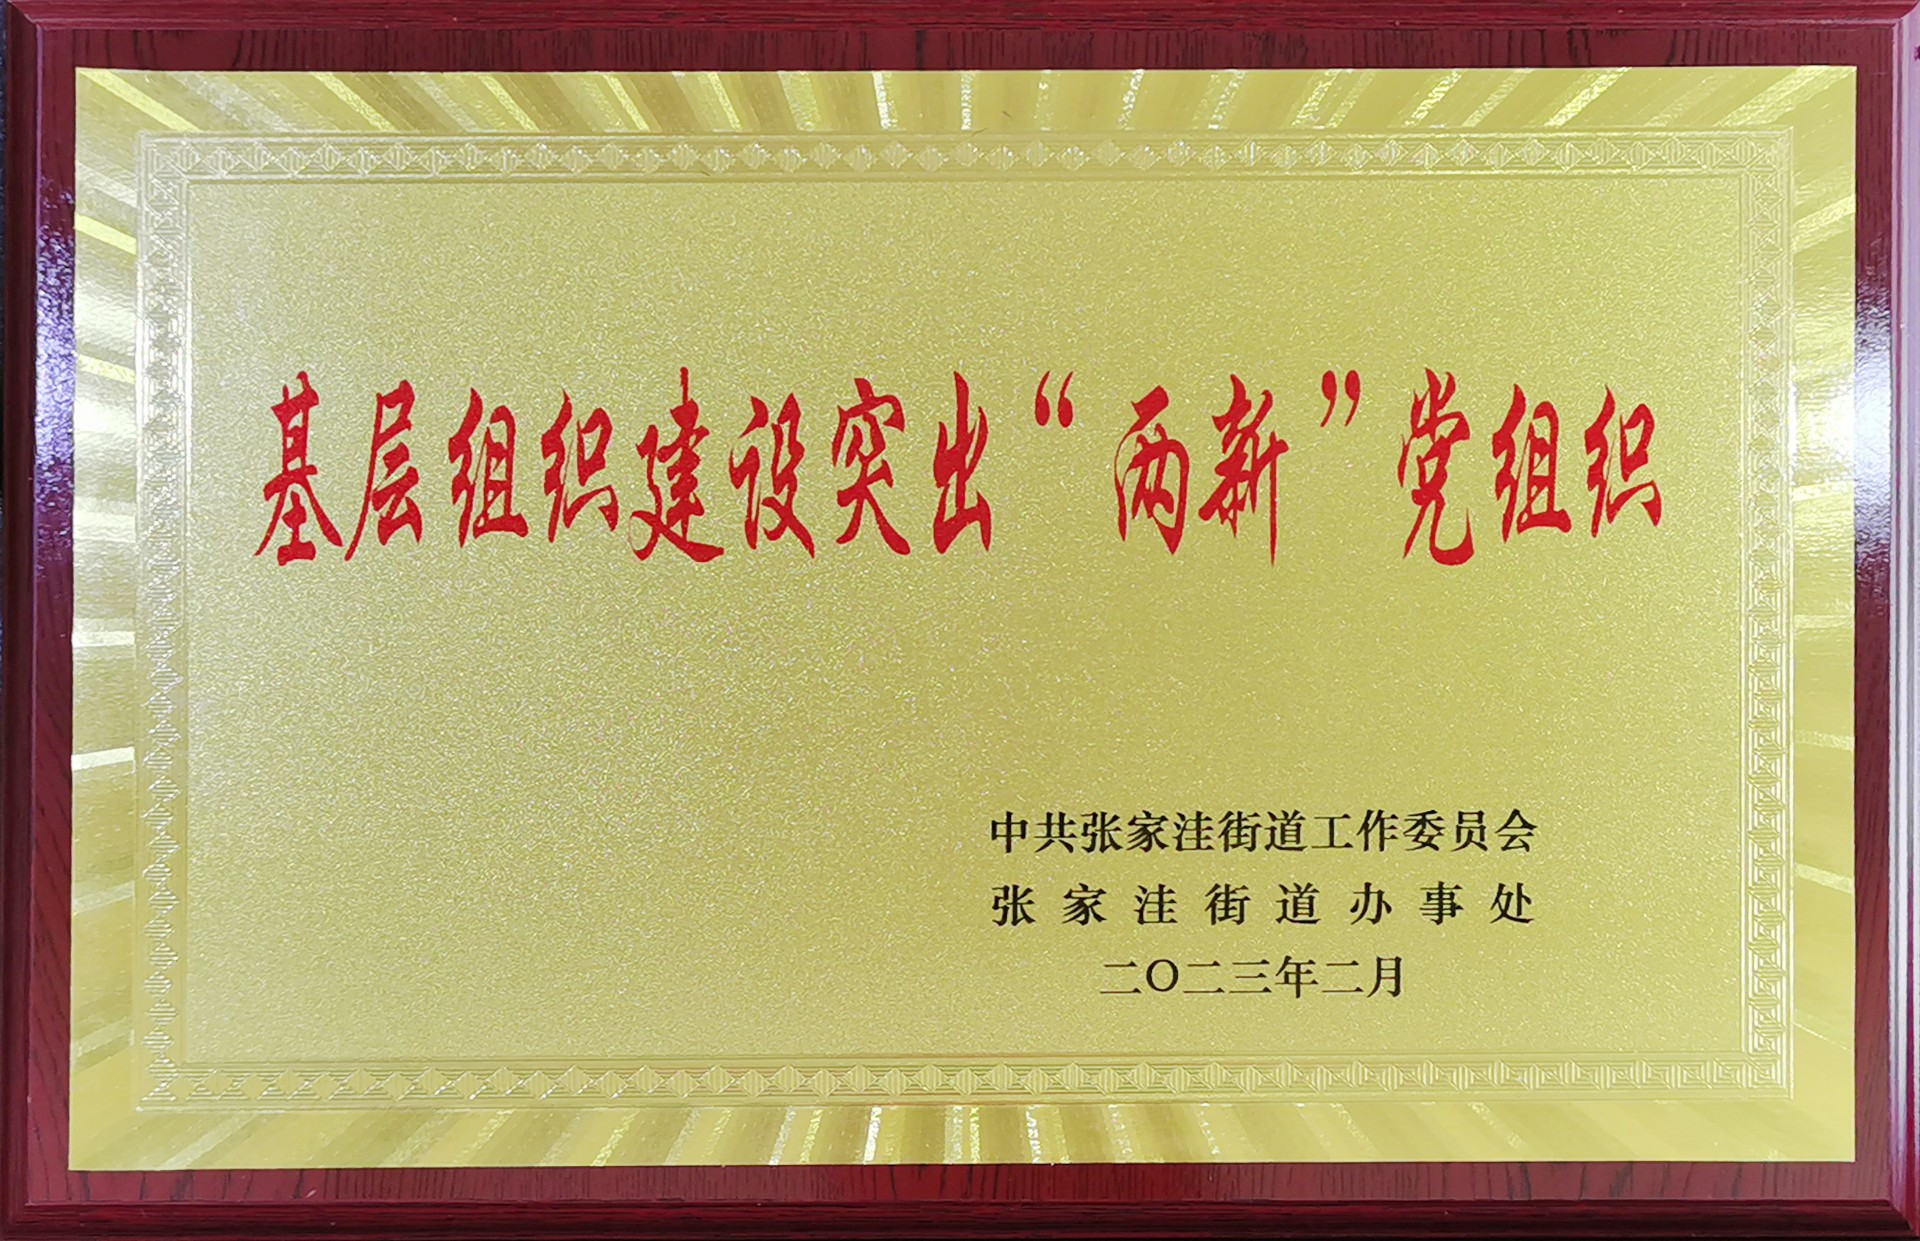 基层组织建设突出“两新”党组织
中共张家洼街道工作委员会
张家洼街道办事处
二〇二三年二月